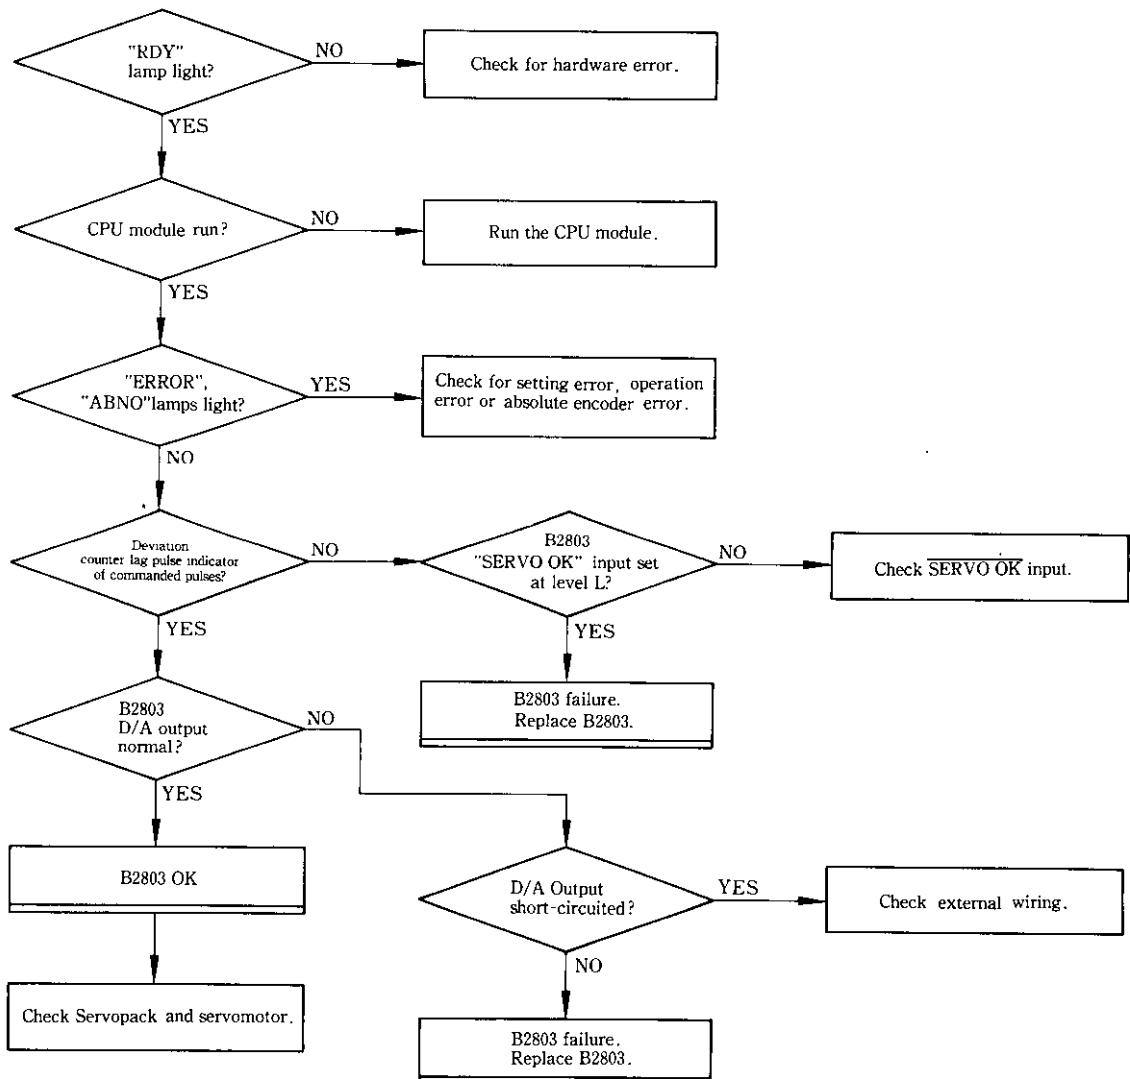 "RDY"
lamp light?
NO
Check for hardware error.
YES
CPU module run?
NO
Run the CPU module.
YES
"ERROR",
"ABNO"lamps light?
YES
Check for setting error, operation
error or absolute encoder error.
NO
Deviation
counter lag pulse indicator
of commanded pulses?
NO
B2803
"SERVO OK" input set
at level L?
NO
Check SERVO OK input.
YES
YES
B2803 failure.
Replace B2803.
B2803
D/A output
normal?
NO
YES
B2803 OK
D/A Output
short-circuited?
YES
Check external wiring.
NO
Check Servopack and servomotor.
B2803 failure.
Replace B2803.